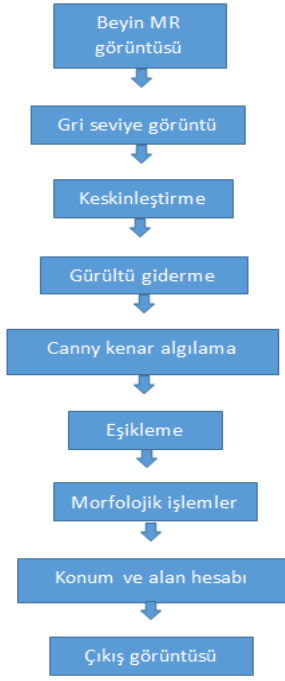 Beyin MR
görüntüsü
Gri seviye görüntü
Keskinleştirme
Gürültü giderme
Canny kenar algılama
Eşikleme
Morfolojik işlemler
Konum ve alan hesabı
Çıkış görüntüsü